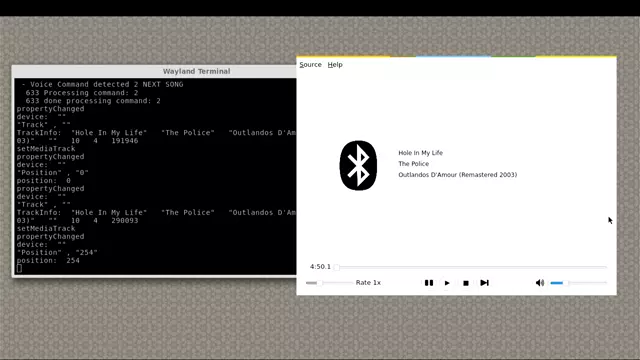 Wayland Terminal
- Voice Command detected 2 NEXT SONG
633 Processing command: 2
633 done processing command: 2
propertyChanged
device:  ""
"Track" , ""
TrackInfo:  "Hole In My Life"   "The Police"   "Outlandos D'Am
03)"  ""   10   4   191946
setMediaTrack
propertyChanged
device:  ""
"Position" , "0"
position:  0
propertyChanged
device:  ""
"Track" , ""
TrackInfo:  "Hole In My Life"   "The Police"   "Outlandos D'Am
03)"  ""   10   4   290093
setMediaTrack
propertyChanged
device:  ""
"Position" , "254"
position:  254
Source Help
Hole In My Life
The Police
Outlandos D'Amour (Remastered 2003)
4:50.1
Rate 1x